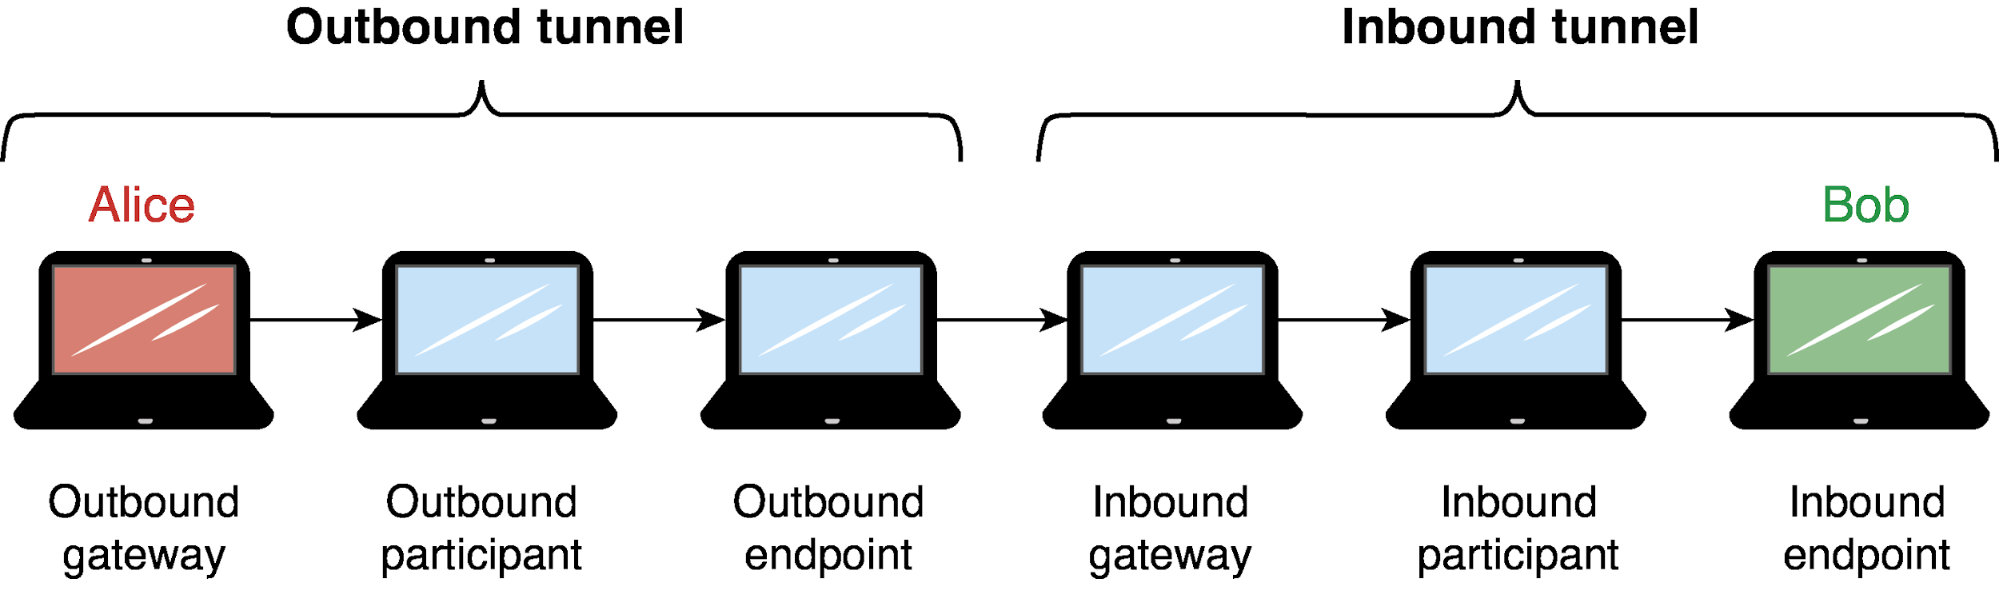 Outbound tunnel
Inbound tunnel
Alice
Bob
Outbound
gateway
Outbound
participant
Outbound
endpoint
Inbound
gateway
Inbound
participant
Inbound
endpoint